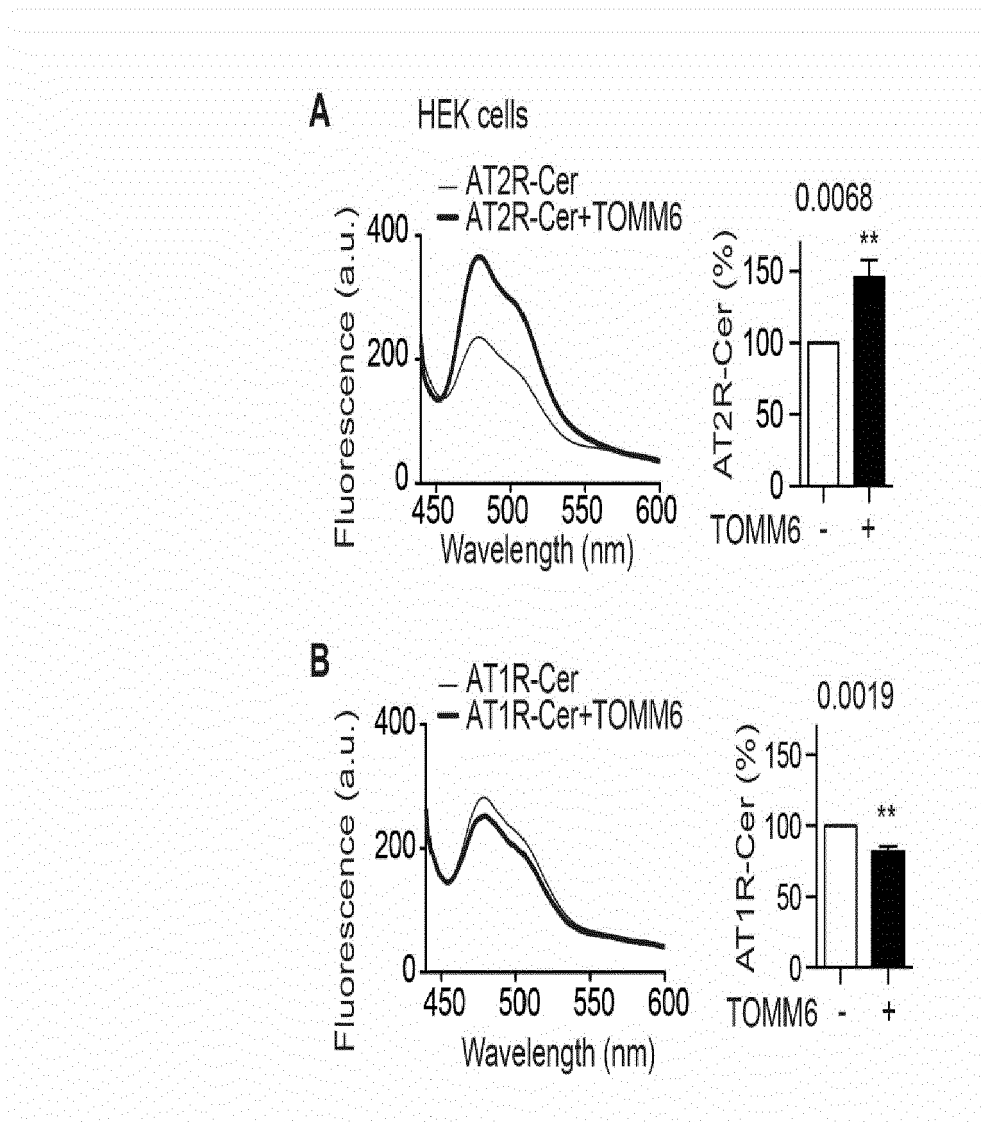 A
HEK cells
AT2R-Cer
AT2R-Cer+TOMM6
Fluorescence (a.u.)
400
200
0
450 500 550 600
Wavelength (nm)
0.0068
**
AT2R-Cer (%)
150
100
50
0
TOMM6 - +
B
AT1R-Cer
AT1R-Cer+TOMM6
Fluorescence (a.u.)
400
200
0
450 500 550 600
Wavelength (nm)
0.0019
**
AT1R-Cer (%)
150
100
50
0
TOMM6 - +